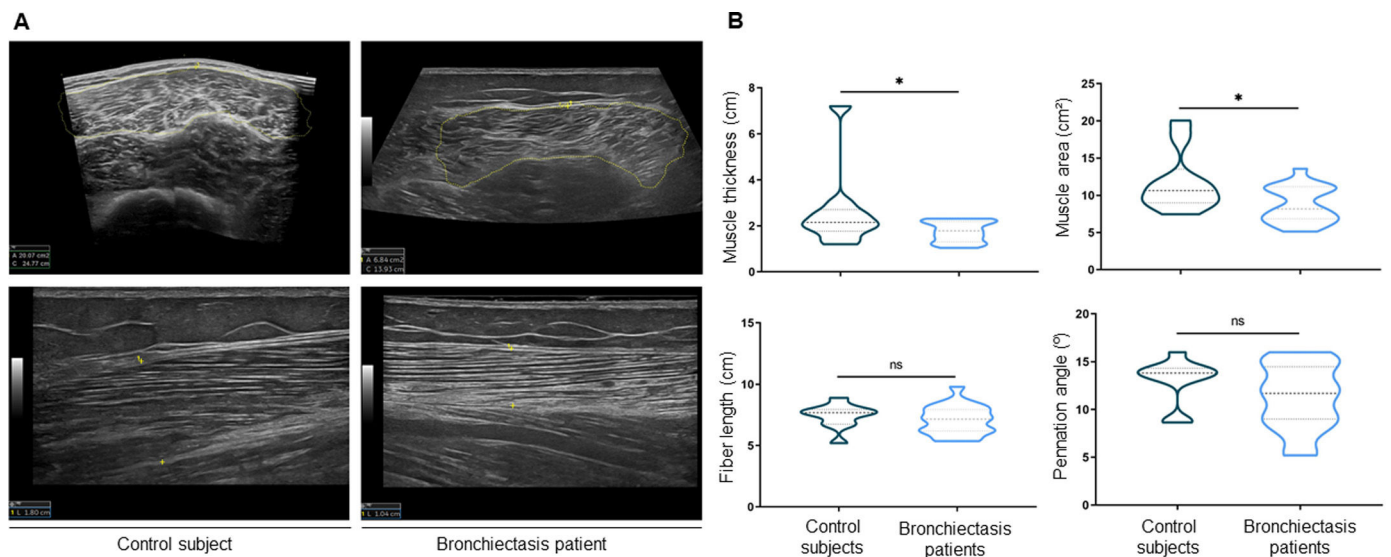 A
B
A 20.07 cm2
C 24.77 cm
1 A 6.84 cm2
C 13.93 cm
1 L 1.80 cm
1 L 1.04 cm
Control subject
Bronchiectasis patient
Muscle thickness (cm)
8
6
4
2
0
*
Muscle area (cm²)
25
20
15
10
5
0
*
Fiber length (cm)
15
10
5
0
ns
Control
subjects
Bronchiectasis
patients
Pennation angle (º)
20
15
10
5
0
ns
Control
subjects
Bronchiectasis
patients